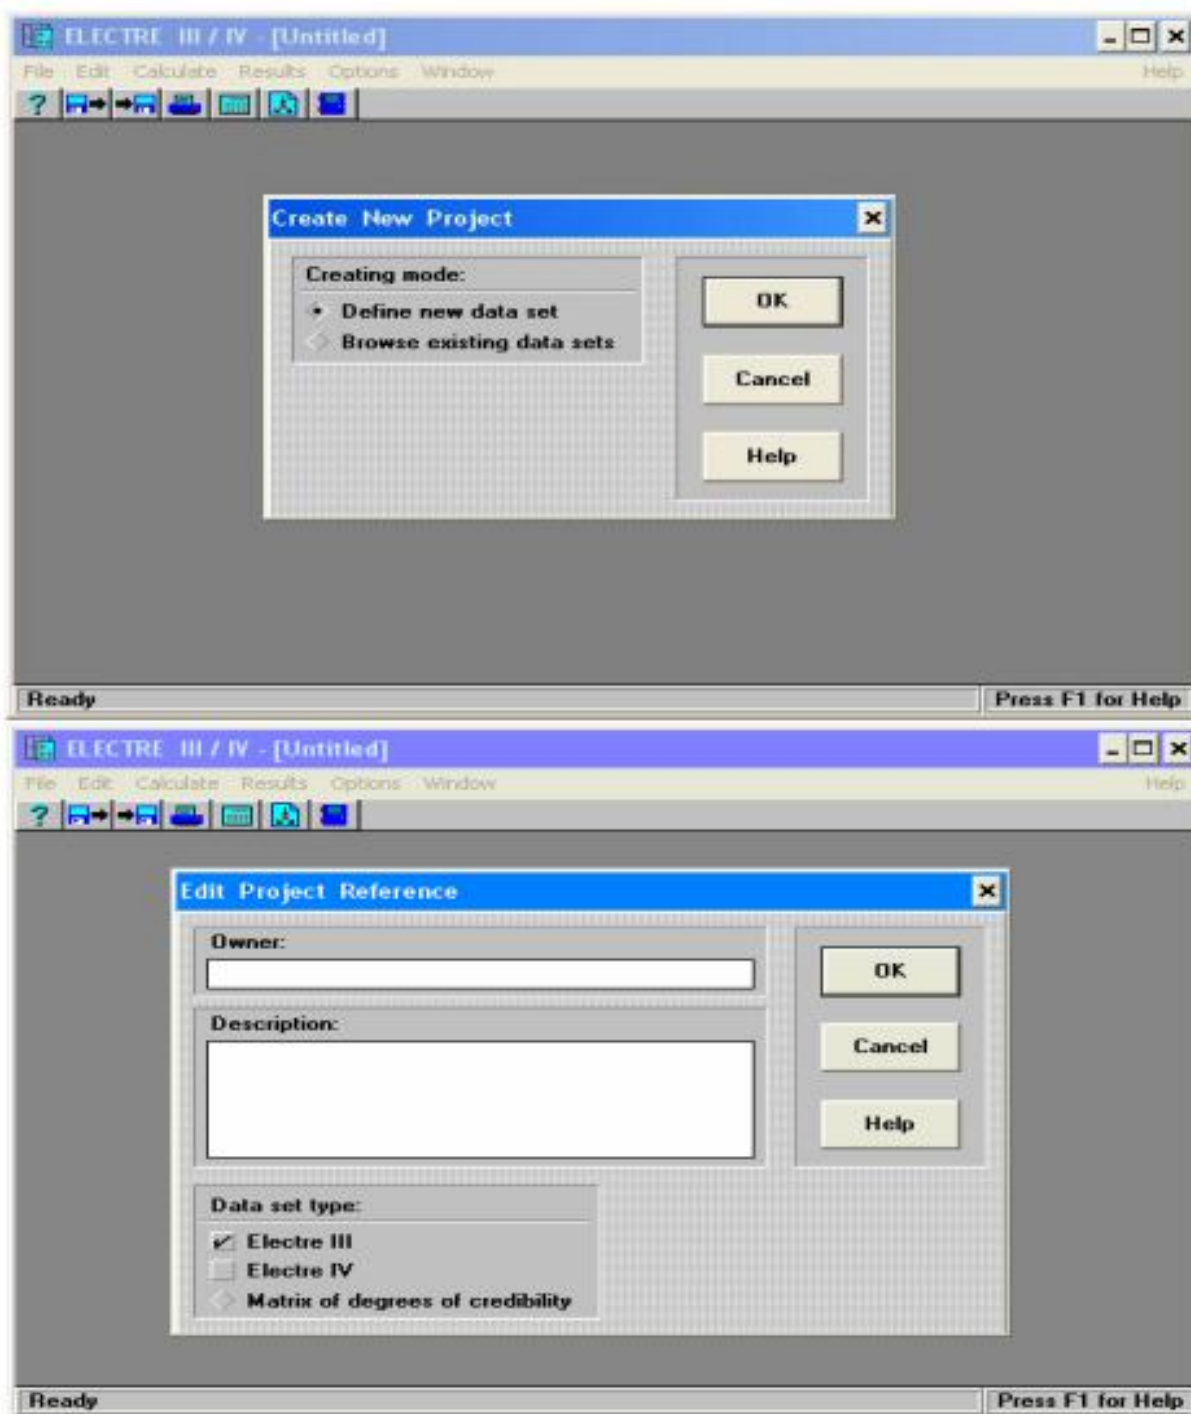 ELECTRE III / IV - [Untitled]
File Edit Calculate Results Options Window Help
?
Create New Project
Creating mode:
Define new data set
Browse existing data sets
OK
Cancel
Help
Ready Press F1 for Help
ELECTRE III / IV - [Untitled]
File Edit Calculate Results Options Window Help
?
Edit Project Reference
Owner:
OK
Description:
Cancel
Help
Data set type:
Electre III
Electre IV
Matrix of degrees of credibility
Ready Press F1 for Help